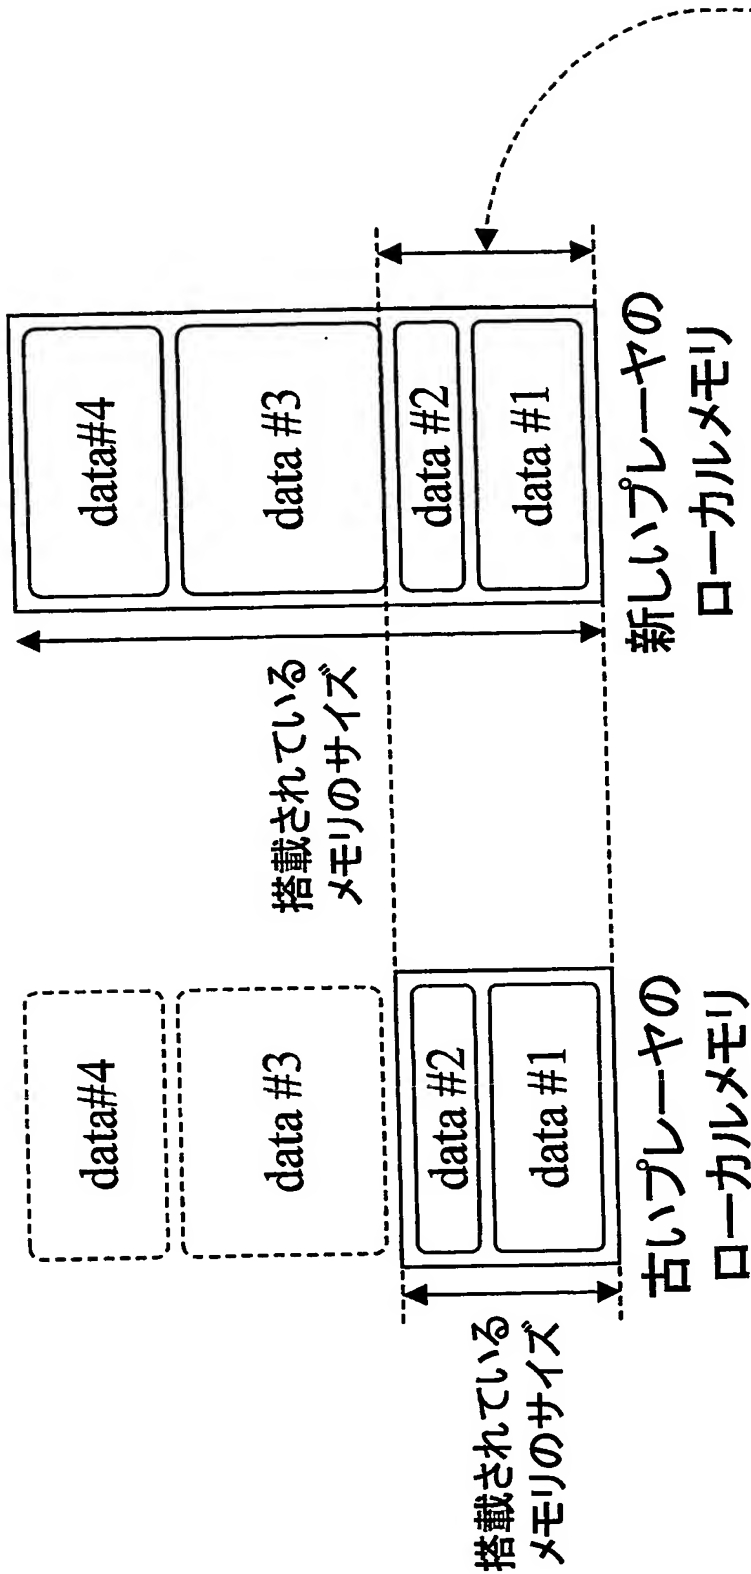 data#4
data #3
data #2
data #1
搭載されている
メモリのサイズ
古いプレーヤの
ローカルメモリ
data#4
data #3
data #2
data #1
搭載されている
メモリのサイズ
新しいプレーヤの
ローカルメモリ